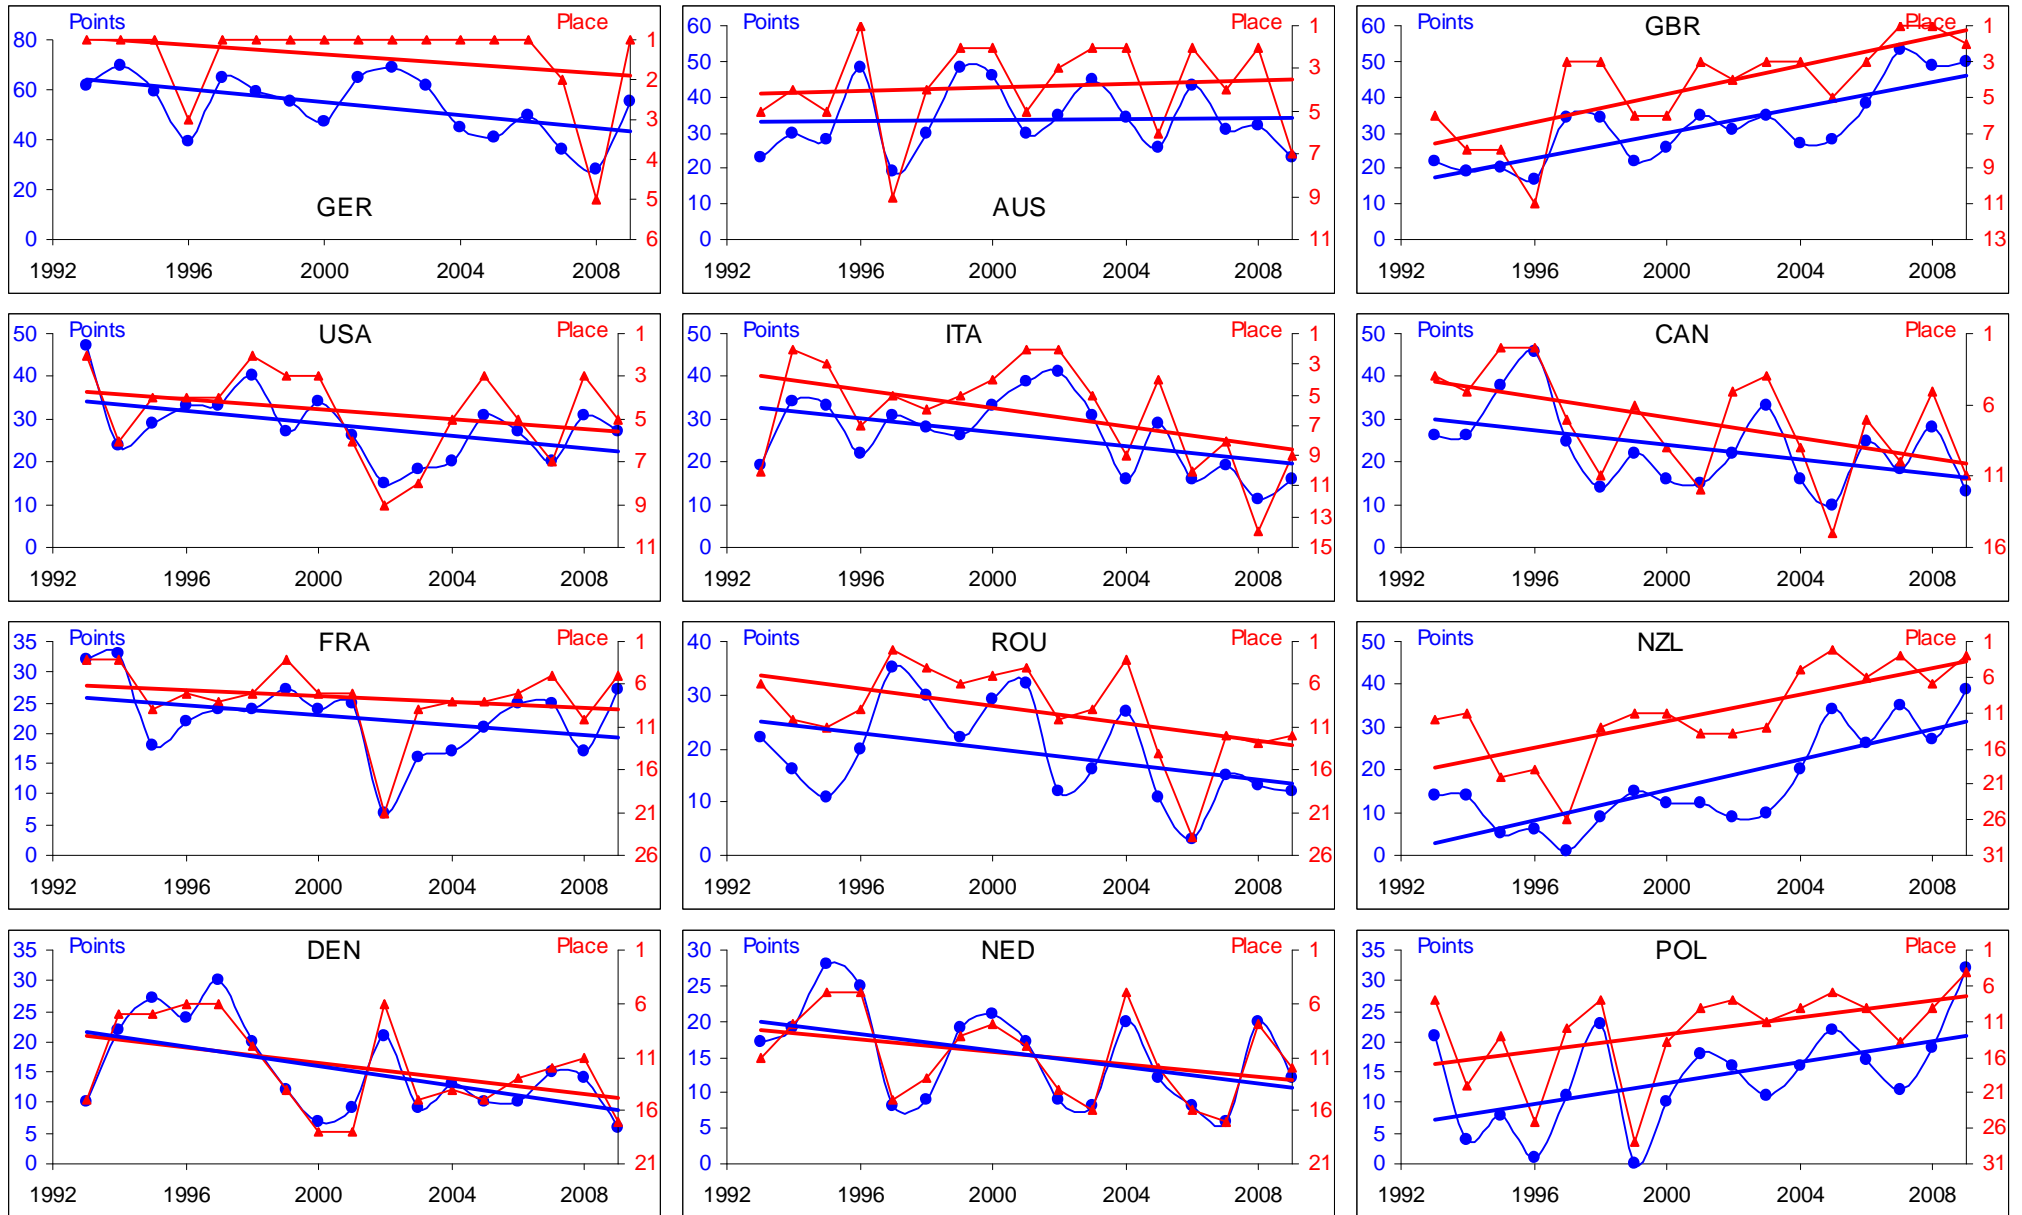 Points Place
GER
80 60 40 20 0
1 2 3 4 5 6
1992 1996 2000 2004 2008
Points Place
AUS
60 50 40 30 20 10 0
1 3 5 7 9 11
1992 1996 2000 2004 2008
Points GBR Place
60 50 40 30 20 10 0
1 3 5 7 9 11 13
1992 1996 2000 2004 2008
Points USA Place
50 40 30 20 10 0
1 3 5 7 9 11
1992 1996 2000 2004 2008
Points ITA Place
50 40 30 20 10 0
1 3 5 7 9 11 13 15
1992 1996 2000 2004 2008
Points CAN Place
50 40 30 20 10 0
1 6 11 16
1992 1996 2000 2004 2008
Points FRA Place
35 30 25 20 15 10 5 0
1 6 11 16 21 26
1992 1996 2000 2004 2008
Points ROU Place
40 30 20 10 0
1 6 11 16 21 26
1992 1996 2000 2004 2008
Points NZL Place
50 40 30 20 10 0
1 6 11 16 21 26 31
1992 1996 2000 2004 2008
Points DEN Place
35 30 25 20 15 10 5 0
1 6 11 16 21
1992 1996 2000 2004 2008
Points NED Place
30 25 20 15 10 5 0
1 6 11 16 21
1992 1996 2000 2004 2008
Points POL Place
35 30 25 20 15 10 5 0
1 6 11 16 21 26 31
1992 1996 2000 2004 2008